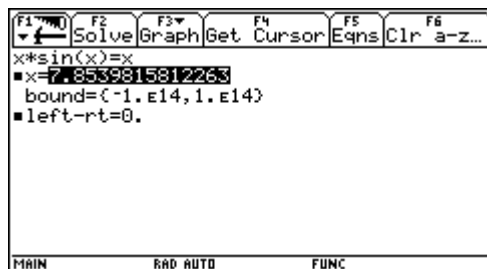 F1 F2 Solve F3 Graph F4 Get Cursor F5 Eqns F6 Clr a-z…
x*sin(x)=x
▪x=7.8539815812263
bound={⁻1.ᴇ14,1.ᴇ14}
▪left-rt=0.
MAIN RAD AUTO FUNC